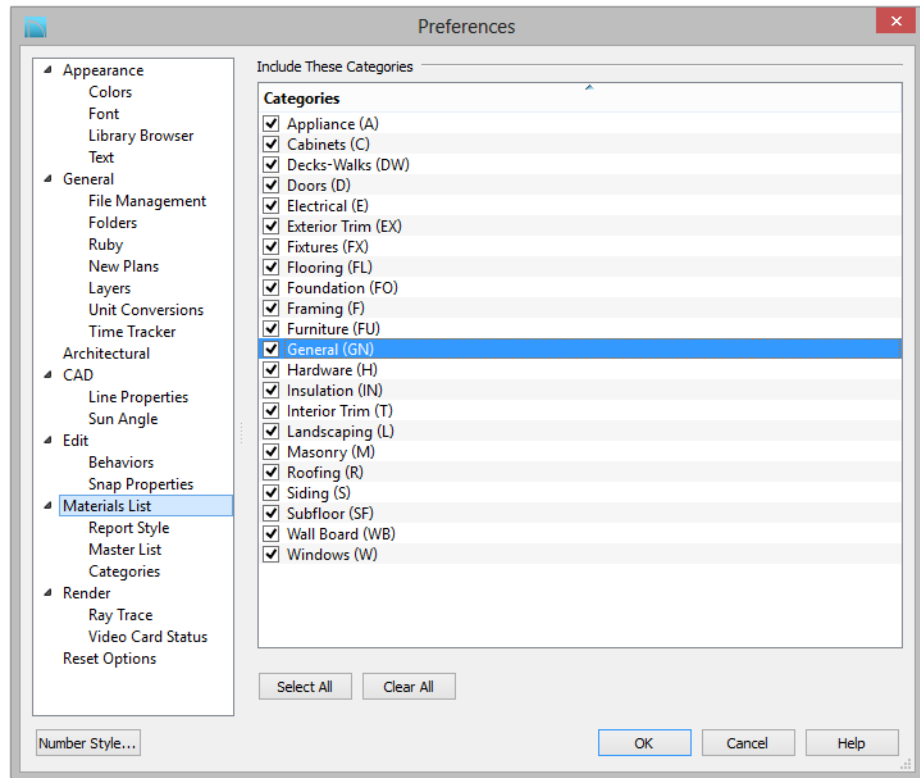 Preferences
Appearance
Colors
Font
Library Browser
Text
General
File Management
Folders
Ruby
New Plans
Layers
Unit Conversions
Time Tracker
Architectural
CAD
Line Properties
Sun Angle
Edit
Behaviors
Snap Properties
Materials List
Report Style
Master List
Categories
Render
Ray Trace
Video Card Status
Reset Options
Include These Categories
Categories
Appliance (A)
Cabinets (C)
Decks-Walks (DW)
Doors (D)
Electrical (E)
Exterior Trim (EX)
Fixtures (FX)
Flooring (FL)
Foundation (FO)
Framing (F)
Furniture (FU)
General (GN)
Hardware (H)
Insulation (IN)
Interior Trim (T)
Landscaping (L)
Masonry (M)
Roofing (R)
Siding (S)
Subfloor (SF)
Wall Board (WB)
Windows (W)
Select All
Clear All
Number Style...
OK
Cancel
Help